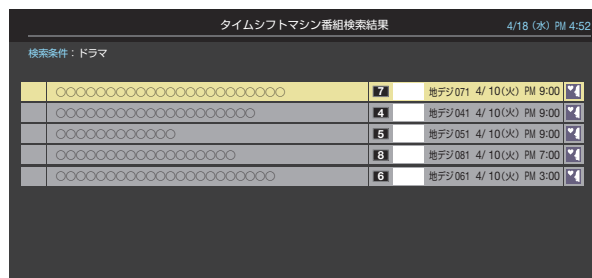 タイムシフトマシン番組検索結果 4/18（水）PM 4:52
検索条件：ドラマ
○○○○○○○○○○○○○○○○○○○○○○○ 7 地デジ071 4/10(火) PM 9:00
○○○○○○○○○○○○○○○○○○○○ 4 地デジ041 4/10(火) PM 9:00
○○○○○○○○○○○○ 5 地デジ051 4/10(火) PM 9:00
○○○○○○○○○○○○○○○○○○ 8 地デジ081 4/10(火) PM 7:00
○○○○○○○○○○○○○○○○○○○○○○ 6 地デジ061 4/10(火) PM 3:00